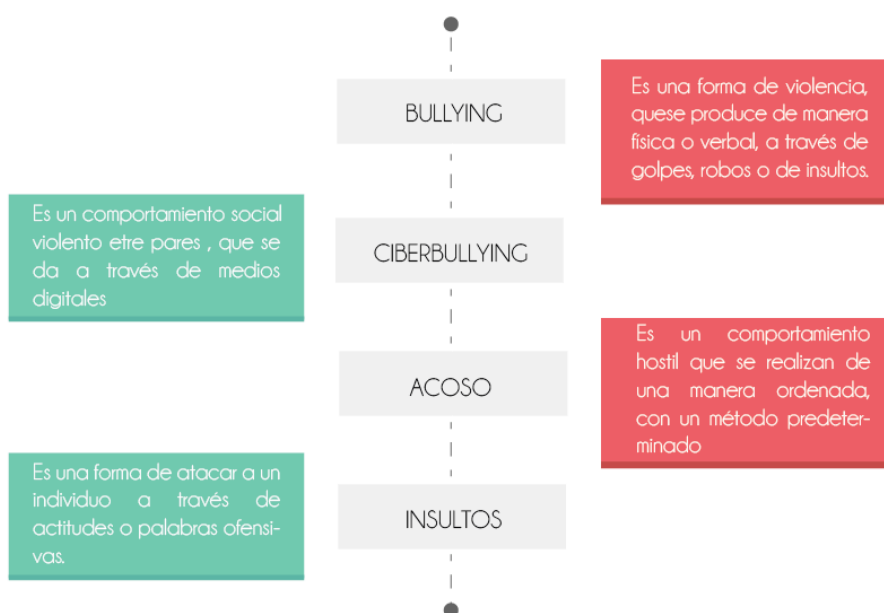 BULLYING
Es una forma de violencia,
quese produce de manera
física o verbal, a través de
golpes, robos o de insultos.
CIBERBULLYING
Es un comportamiento social
violento etre pares , que se
da a través de medios
digitales
ACOSO
Es un comportamiento
hostil que se realizan de
una manera ordenada,
con un método predeter-
minado
INSULTOS
Es una forma de atacar a un
individuo a través de
actitudes o palabras ofensi-
vas.